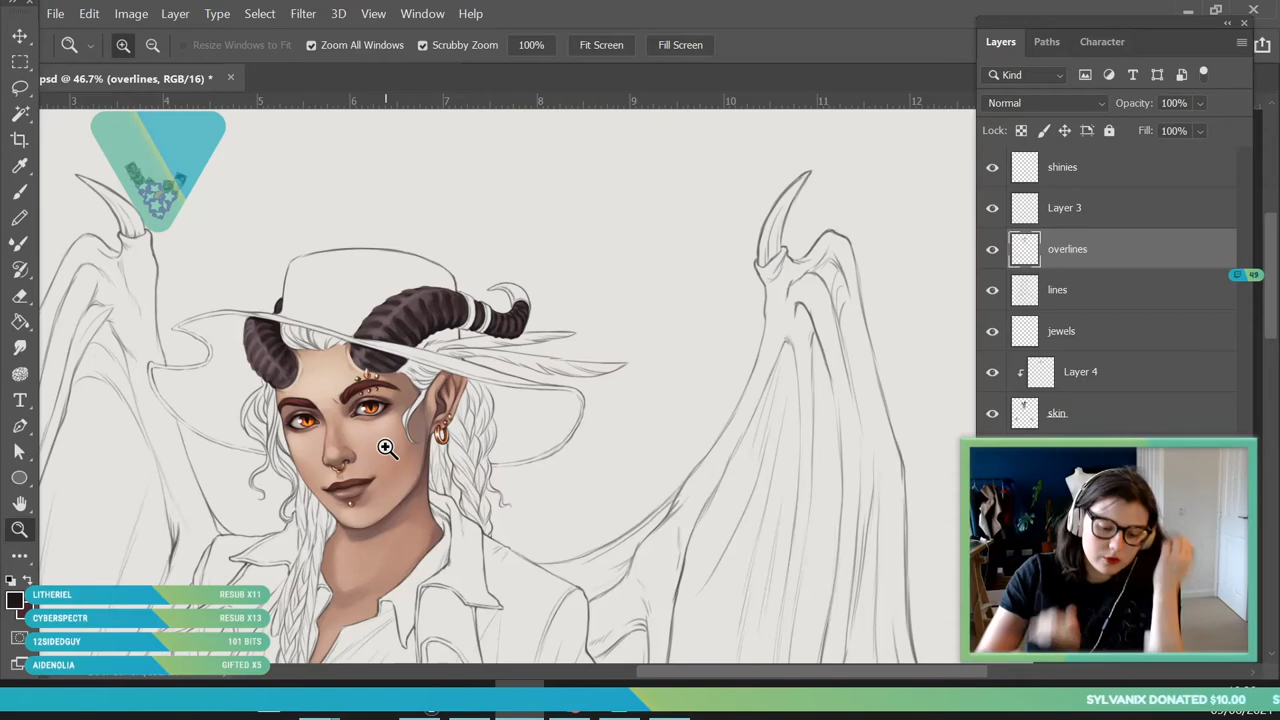 File Edit Image Layer Type Select Filter 3D View Window Help
Resize Windows to Fit Zoom All Windows Scrubby Zoom 100% Fit Screen Fill Screen
psd @ 46.7% (overlines, RGB/16) *
3 4 5 6 7 8 9 10 11 12
Layers Paths Character
Kind
Normal Opacity: 100%
Lock: Fill: 100%
shinies
Layer 3
overlines
49
lines
jewels
Layer 4
skin
LITHERIEL RESUB X11
CYBERSPECTR RESUB X13
12SIDEDGUY 101 BITS
AIDENOLIA GIFTED X5
SYLVANIX DONATED $10.00